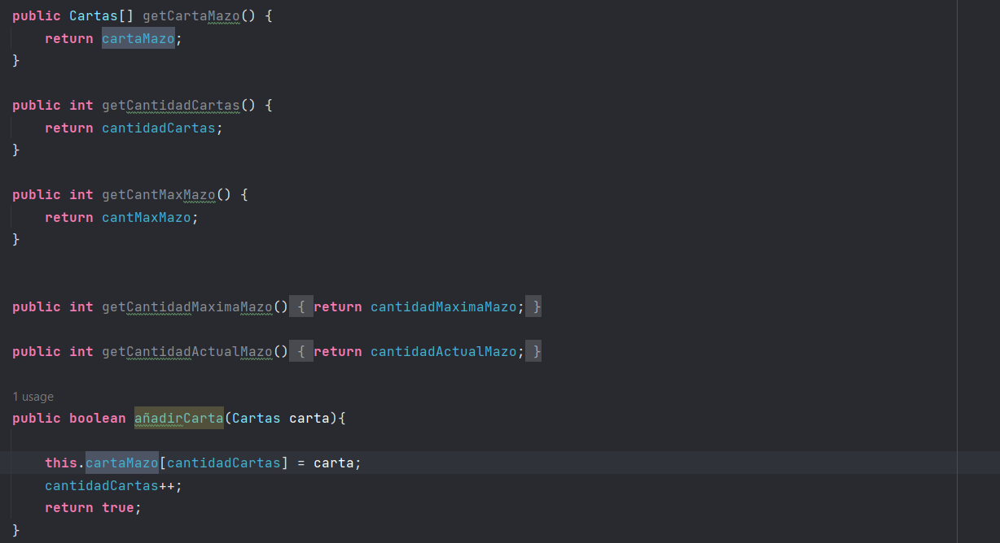 public Cartas[] getCartaMazo() {
    return cartaMazo;
}
public int getCantidadCartas() {
    return cantidadCartas;
}
public int getCantMaxMazo() {
    return cantMaxMazo;
}
public int getCantidadMaximaMazo() { return cantidadMaximaMazo; }
public int getCantidadActualMazo() { return cantidadActualMazo; }
1 usage
public boolean añadirCarta(Cartas carta){
    this.cartaMazo[cantidadCartas] = carta;
    cantidadCartas++;
    return true;
}